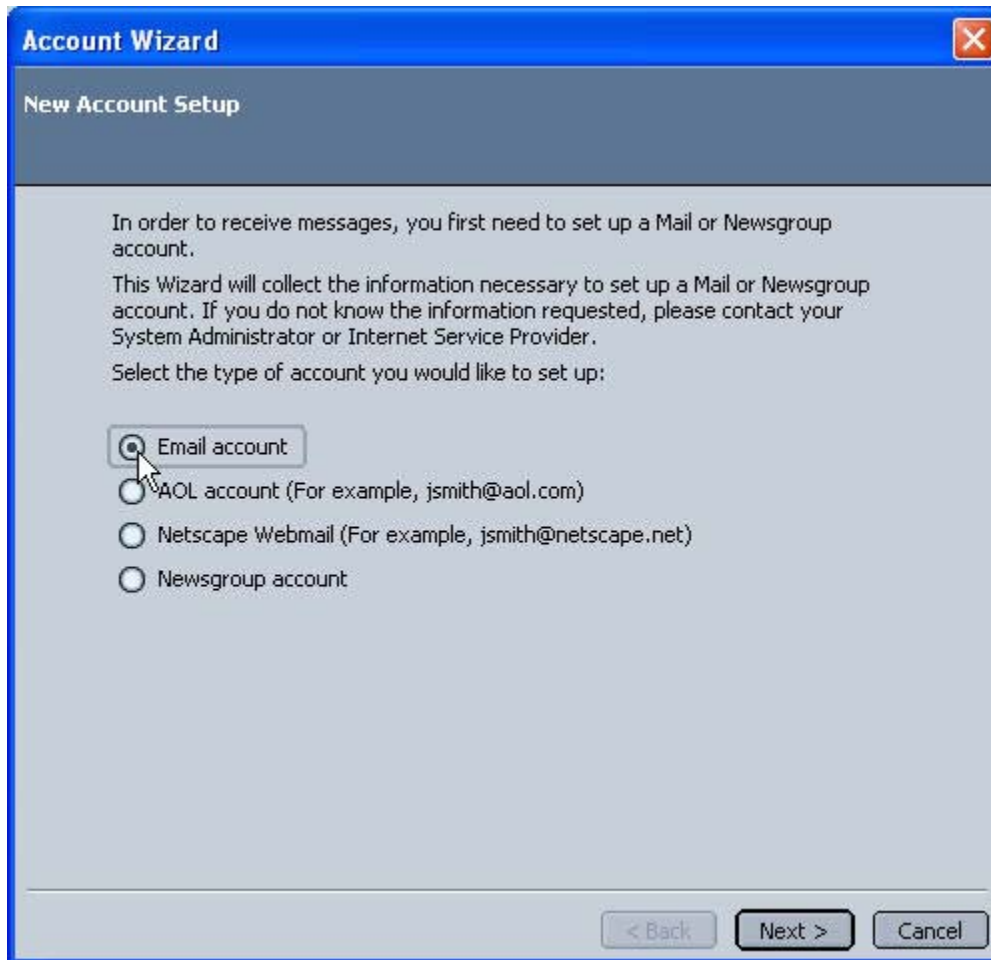 Account Wizard
New Account Setup
In order to receive messages, you first need to set up a Mail or Newsgroup
account.
This Wizard will collect the information necessary to set up a Mail or Newsgroup
account. If you do not know the information requested, please contact your
System Administrator or Internet Service Provider.
Select the type of account you would like to set up:
Email account
AOL account (For example, jsmith@aol.com)
Netscape Webmail (For example, jsmith@netscape.net)
Newsgroup account
< Back Next > Cancel